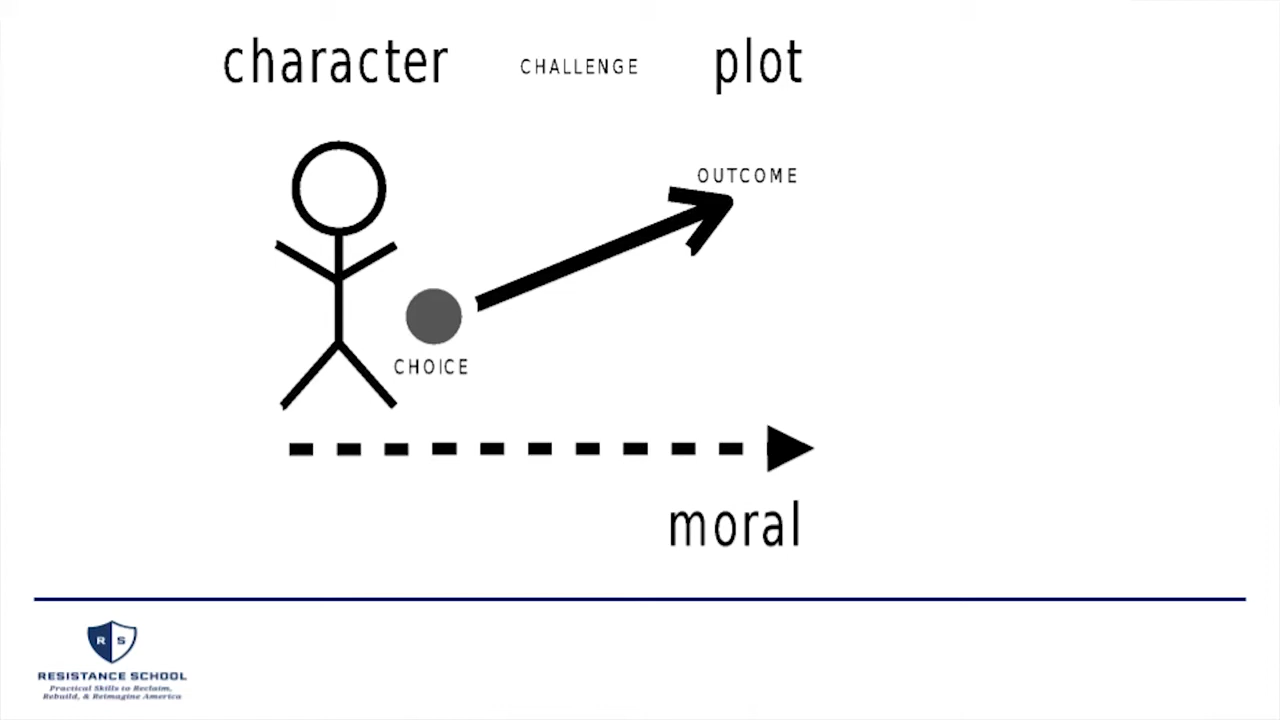 character CHALLENGE plot
OUTCOME
CHOICE
moral
R S
RESISTANCE SCHOOL
Practical Skills to Reclaim,
Rebuild, & Reimagine America